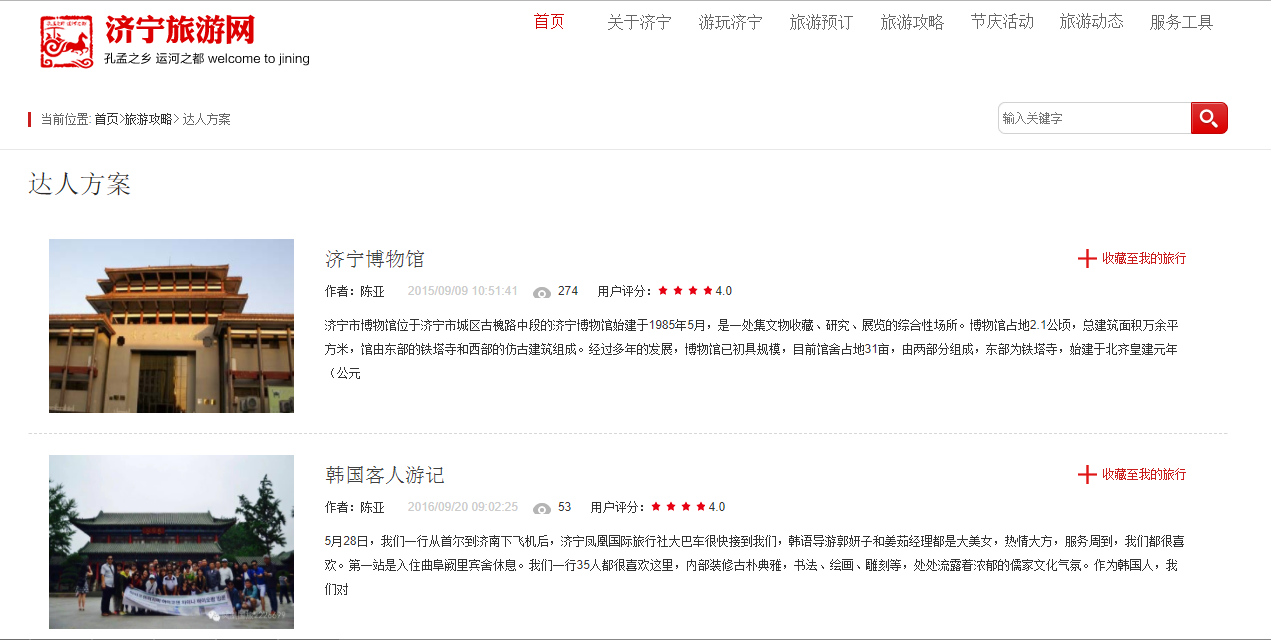 济宁旅游网
孔孟之乡 运河之都 welcome to jining
首页 关于济宁 游玩济宁 旅游预订 旅游攻略 节庆活动 旅游动态 服务工具
当前位置: 首页>旅游攻略> 达人方案
输入关键字
达人方案
济宁博物馆
收藏至我的旅行
作者：陈亚 2015/09/09 10:51:41 274 用户评分： 4.0
济宁市博物馆位于济宁市城区古槐路中段的济宁博物馆始建于1985年5月，是一处集文物收藏、研究、展览的综合性场所。博物馆占地2.1公顷，总建筑面积万余平
方米，馆由东部的铁塔寺和西部的仿古建筑组成。经过多年的发展，博物馆已初具规模，目前馆舍占地31亩，由两部分组成，东部为铁塔寺，始建于北齐皇建元年
（公元
韩国客人游记
收藏至我的旅行
作者：陈亚 2016/09/20 09:02:25 53 用户评分： 4.0
5月28日，我们一行从首尔到济南下飞机后，济宁凤凰国际旅行社大巴车很快接到我们，韩语导游郭妍子和姜茹经理都是大美女，热情大方，服务周到，我们都很喜
欢。第一站是入住曲阜阙里宾舍休息。我们一行35人都很喜欢这里，内部装修古朴典雅，书法、绘画、雕刻等，处处流露着浓郁的儒家文化气氛。作为韩国人，我
们对